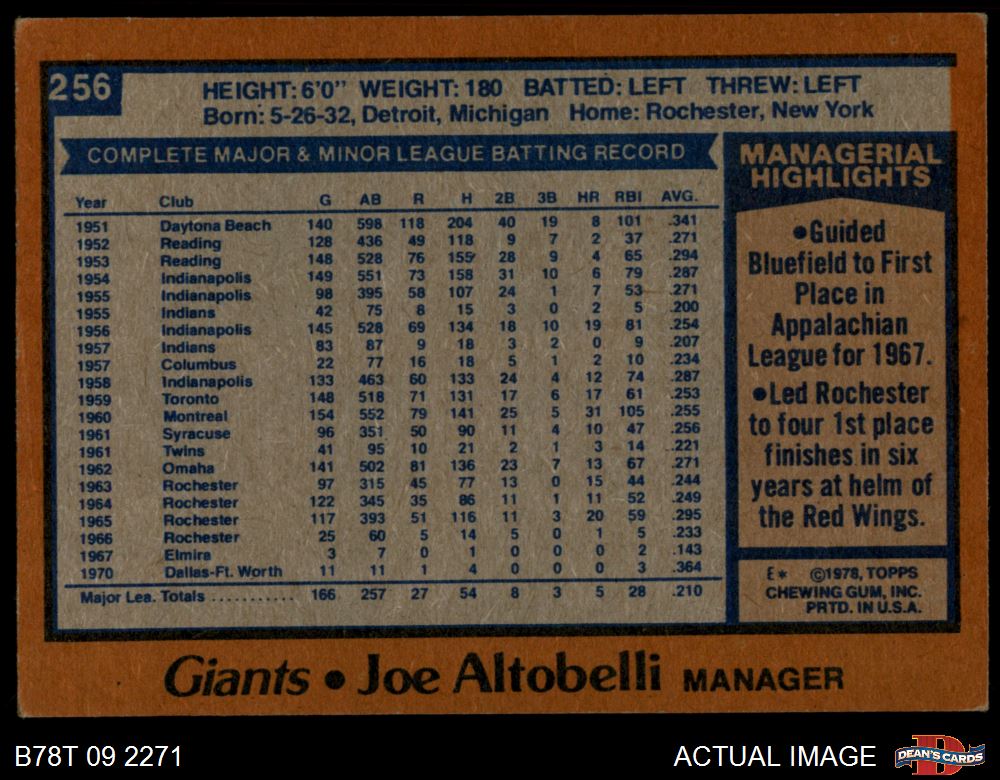 256
HEIGHT: 6'0" WEIGHT: 180 BATTED: LEFT THREW: LEFT
Born: 5-26-32, Detroit, Michigan Home: Rochester, New York
COMPLETE MAJOR & MINOR LEAGUE BATTING RECORD
Year Club G AB R H 2B 3B HR RBI AVG.
1951 Daytona Beach 140 598 118 204 40 19 8 101 .341
1952 Reading 128 436 49 118 9 7 2 37 .271
1953 Reading 148 528 76 155 28 9 4 65 .294
1954 Indianapolis 149 551 73 158 31 10 6 79 .287
1955 Indianapolis 98 395 58 107 24 1 7 53 .271
1955 Indians 42 75 8 15 3 0 2 5 .200
1956 Indianapolis 145 528 69 134 18 10 19 81 .254
1957 Indians 83 87 9 18 3 2 0 9 .207
1957 Columbus 22 77 16 18 5 1 2 10 .234
1958 Indianapolis 133 463 60 133 24 4 12 74 .287
1959 Toronto 148 518 71 131 17 6 17 61 .253
1960 Montreal 154 552 79 141 25 5 31 105 .255
1961 Syracuse 96 351 50 90 11 4 10 47 .256
1961 Twins 41 95 10 21 2 1 3 14 .221
1962 Omaha 141 502 81 136 23 7 13 67 .271
1963 Rochester 97 315 45 77 13 0 15 44 .244
1964 Rochester 122 345 35 86 11 1 11 52 .249
1965 Rochester 117 393 51 116 11 3 20 59 .295
1966 Rochester 25 60 5 14 5 0 1 5 .233
1967 Elmira 3 7 0 1 0 0 0 2 .143
1970 Dallas-Ft. Worth 11 11 1 4 0 0 0 3 .364
Major Lea. Totals ........... 166 257 27 54 8 3 5 28 .210
MANAGERIAL
HIGHLIGHTS
●Guided
Bluefield to First
Place in
Appalachian
League for 1967.
●Led Rochester
to four 1st place
finishes in six
years at helm of
the Red Wings.
E* ©1978, TOPPS
CHEWING GUM, INC.
PRTD. IN U.S.A.
Giants ● Joe Altobelli MANAGER
B78T 09 2271
ACTUAL IMAGE
DEAN'S CARDS